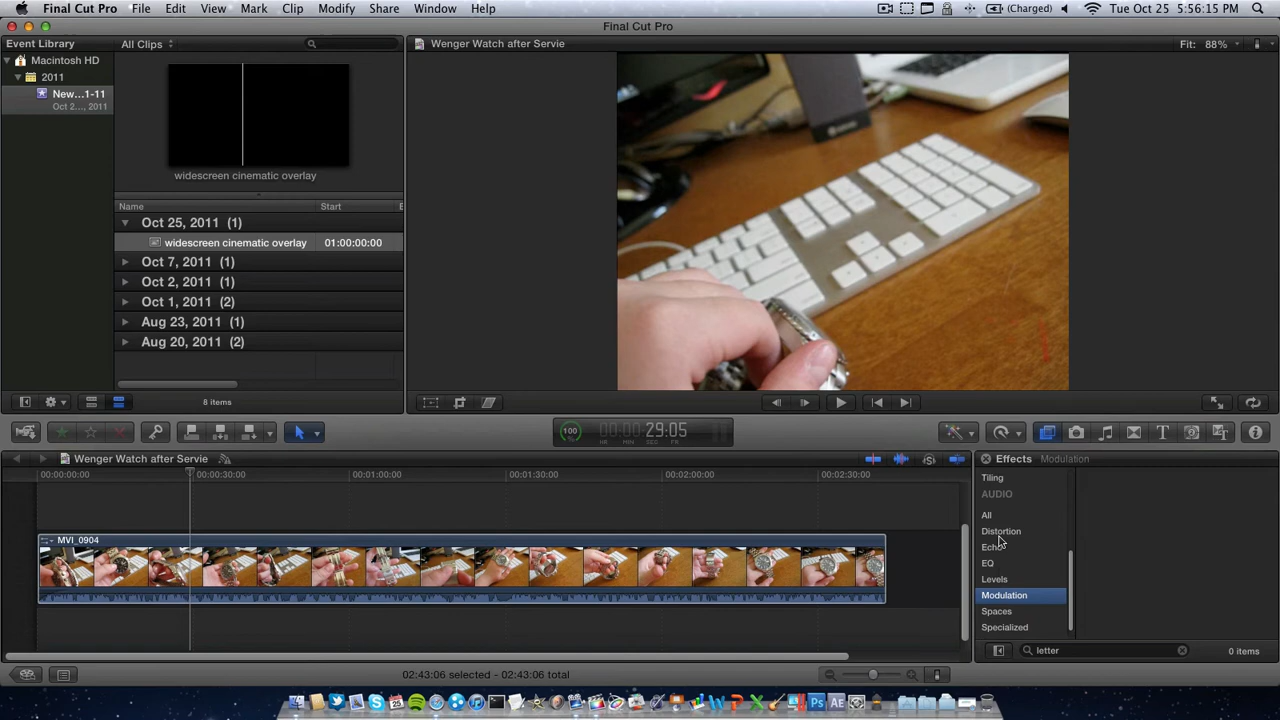 Final Cut Pro File Edit View Mark Clip Modify Share Window Help (Charged) Tue Oct 25 5:56:15 PM
Final Cut Pro
Event Library
All Clips
Wenger Watch after Servie
Fit: 88%
Macintosh HD
2011
New...1-11
Oct 2..., 2011
widescreen cinematic overlay
Name Start E
Oct 25, 2011 (1)
widescreen cinematic overlay 01:00:00:00
Oct 7, 2011 (1)
Oct 2, 2011 (1)
Oct 1, 2011 (2)
Aug 23, 2011 (1)
Aug 20, 2011 (2)
8 items
100 00:00:29:05
HR MIN SEC FR
Wenger Watch after Servie
Effects Modulation
00:00:00:00 00:00:30:00 00:01:00:00 00:01:30:00 00:02:00:00 00:02:30:00
MVI_0904
Tiling
AUDIO
All
Distortion
Echo
EQ
Levels
Modulation
Spaces
Specialized
letter
0 items
02:43:06 selected - 02:43:06 total